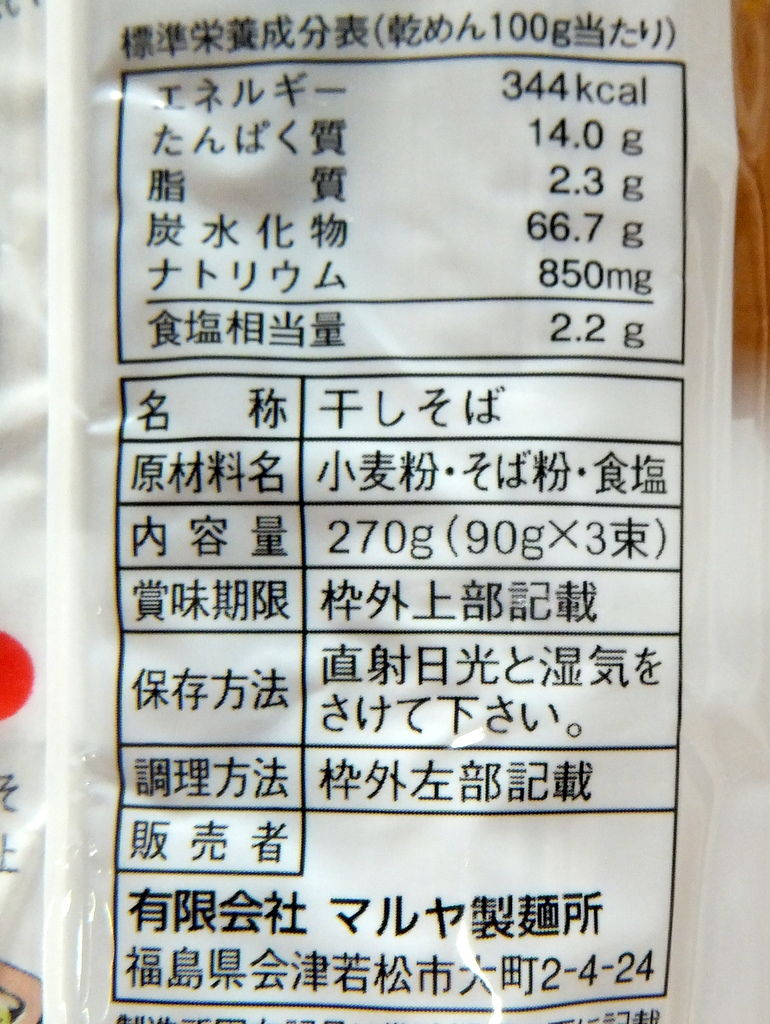 標準栄養成分表(乾めん100g当たり)
エネルギー 344kcal
たんぱく質 14.0 g
脂質 2.3 g
炭水化物 66.7 g
ナトリウム 850mg
食塩相当量 2.2 g
名称 干しそば
原材料名 小麦粉・そば粉・食塩
内容量 270g(90g×3束)
賞味期限 枠外上部記載
保存方法 直射日光と湿気を
さけて下さい。
調理方法 枠外左部記載
販売者
有限会社 マルヤ製麺所
福島県会津若松市大町2-4-24